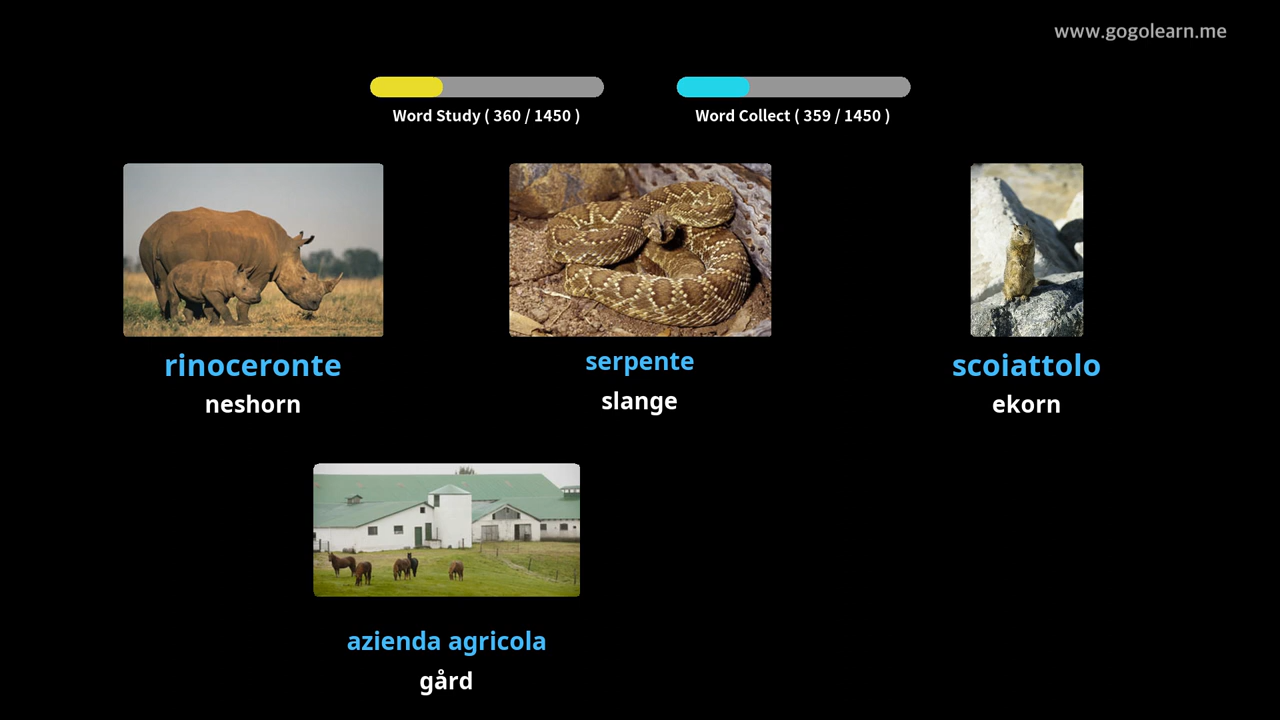 www.gogolearn.me
Word Study ( 360 / 1450 )
Word Collect ( 359 / 1450 )
rinoceronte
neshorn
serpente
slange
scoiattolo
ekorn
azienda agricola
gård